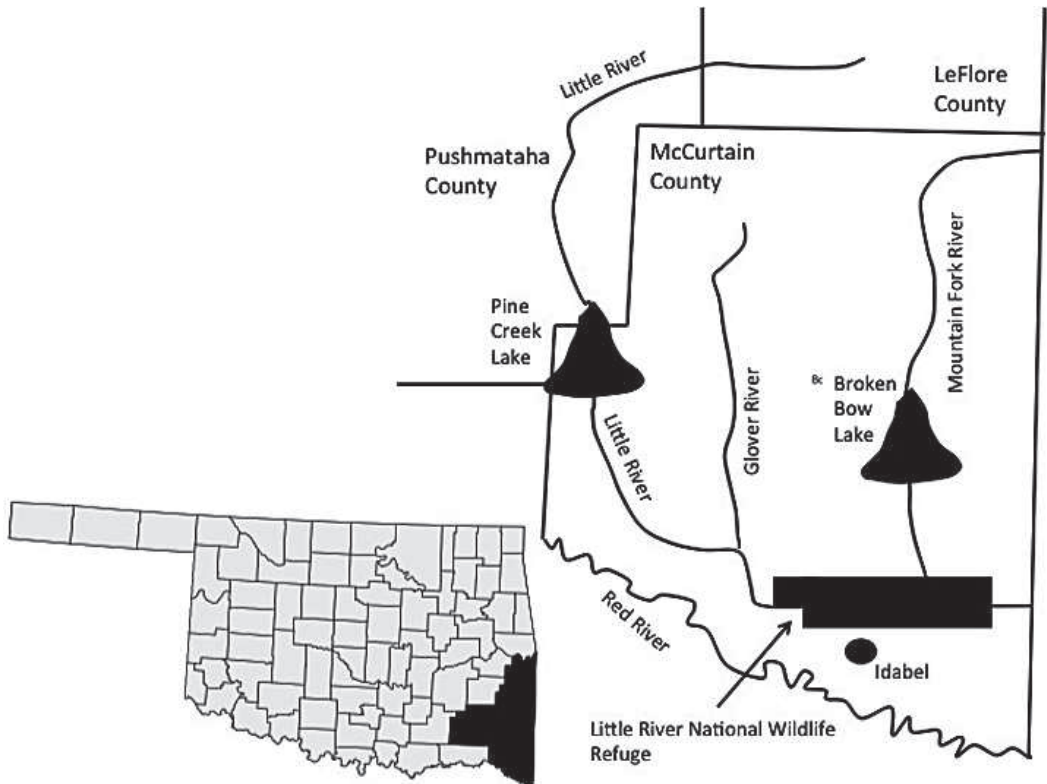 Little River
LeFlore
County
Pushmataha
County
McCurtain
County
Mountain Fork River
Pine
Creek
Lake
Broken
Bow
Lake
Glover River
Little River
Red River
Idabel
Little River National Wildlife
Refuge